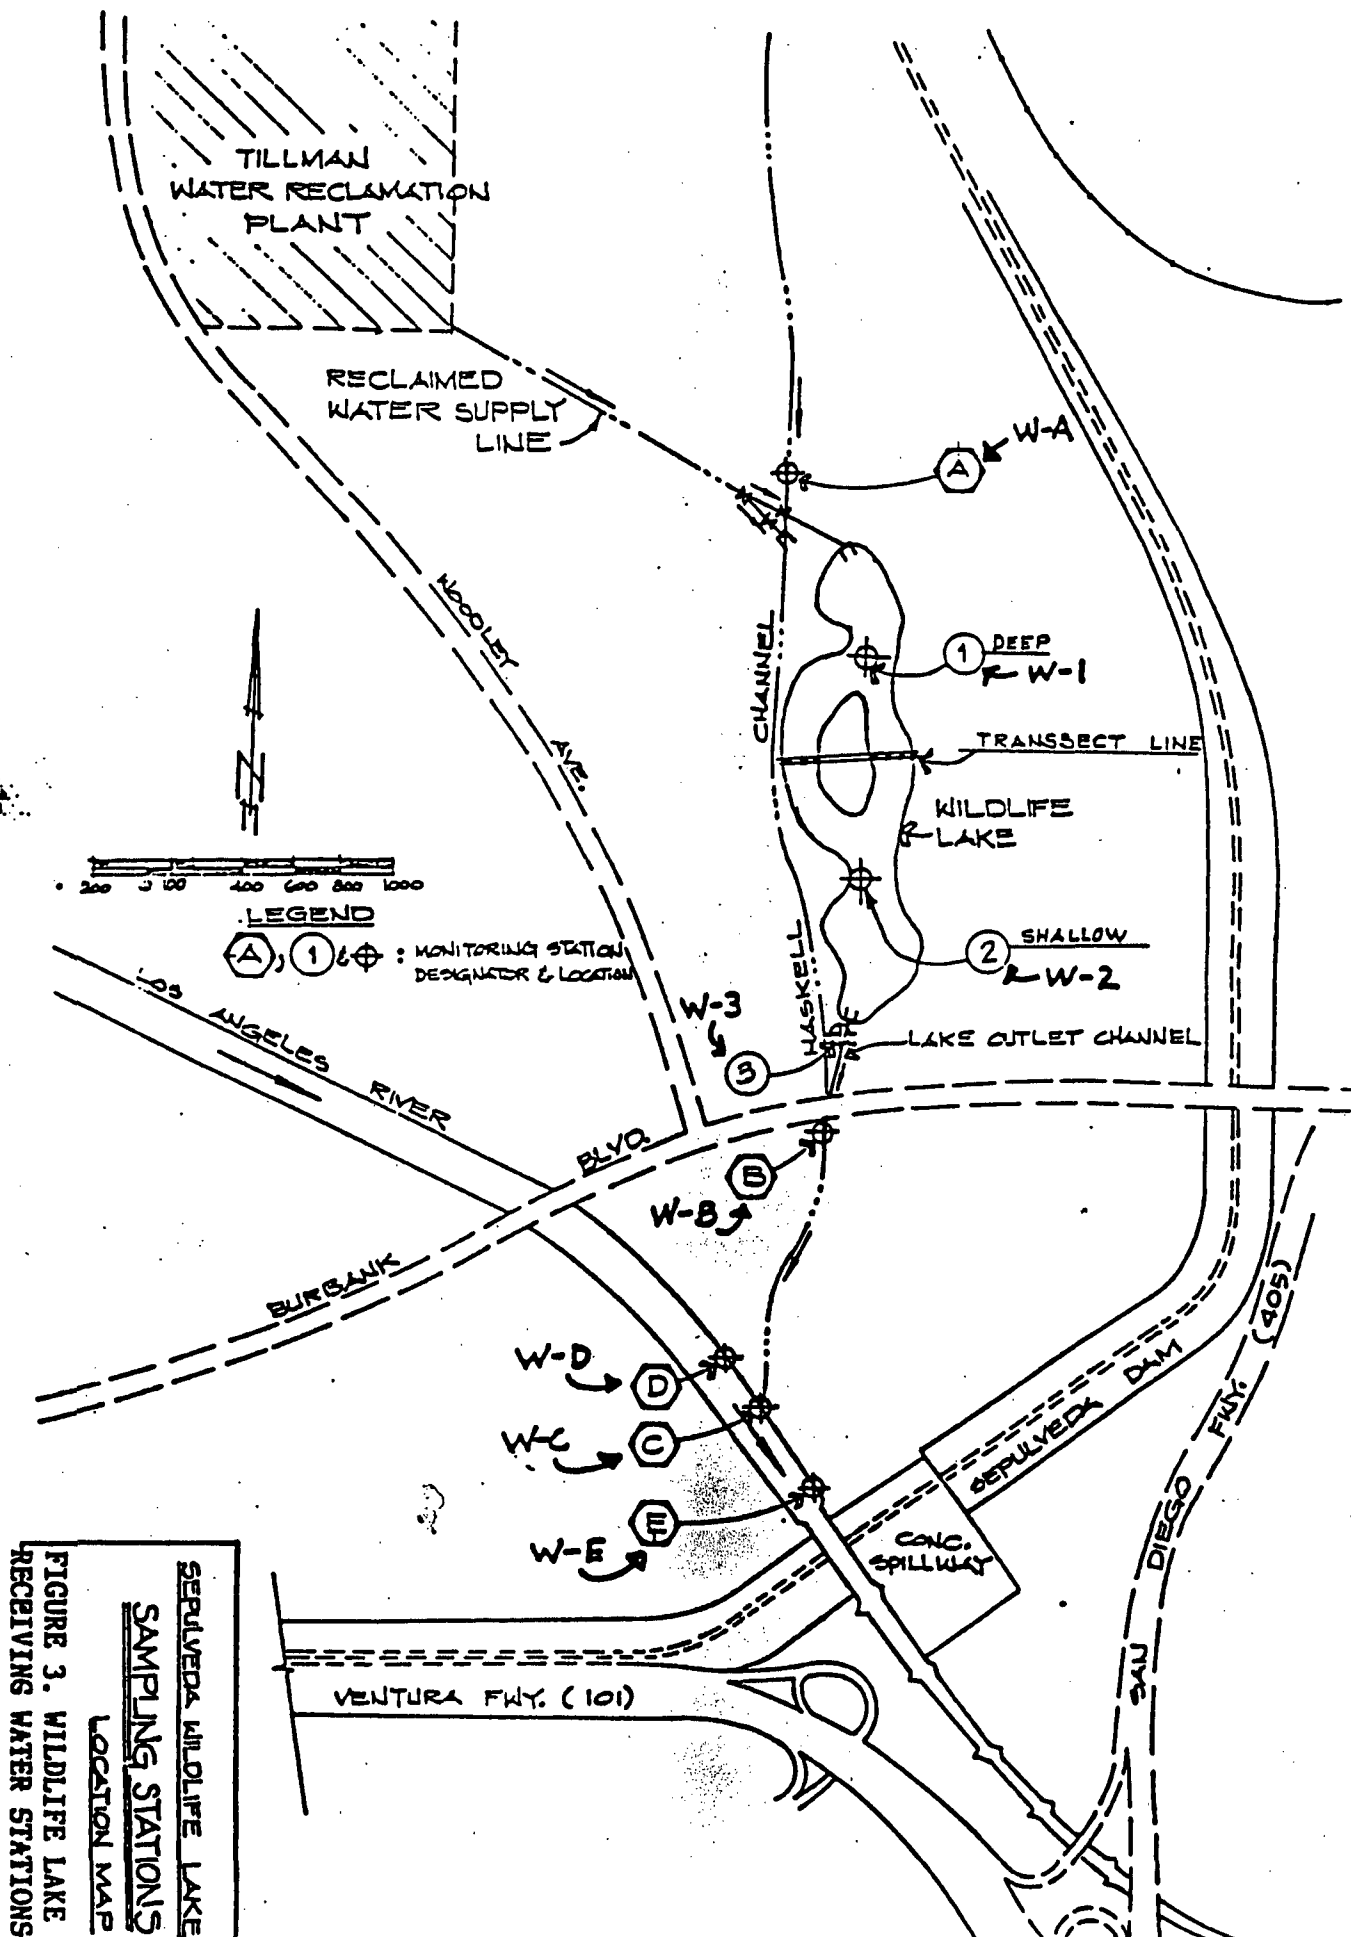 TILLMAN
WATER RECLAMATION
PLANT
RECLAIMED
WATER SUPPLY
LINE
W-A
A
WOODLEY
AVE.
CHANNEL
HASKELL
1 DEEP
W-1
TRANSECT LINE
WILDLIFE
LAKE
N
200 0 100 400 600 800 1000
LEGEND
A, 1 & : MONITORING STATION
DESIGNATOR & LOCATION
2 SHALLOW
W-2
W-3
3
LAKE OUTLET CHANNEL
LOS ANGELES RIVER
BURBANK BLVD.
B
W-B
W-D
D
W-C
C
E
W-E
SEPULVEDA DAM
CONC.
SPILLWAY
SAN DIEGO FWY. (405)
VENTURA FWY. (101)
SEPULVEDA WILDLIFE LAKE
SAMPLING STATIONS
LOCATION MAP
FIGURE 3. WILDLIFE LAKE
RECEIVING WATER STATIONS